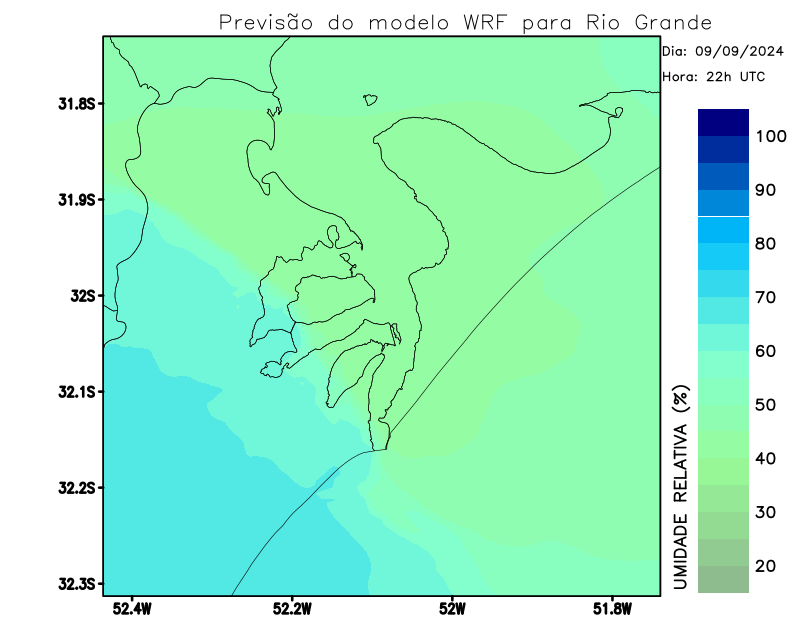 Previsão do modelo WRF para Rio Grande
Dia: 09/09/2024
Hora: 22h UTC
31.8S
31.9S
32S
32.1S
32.2S
32.3S
52.4W
52.2W
52W
51.8W
100
90
80
70
60
50
40
30
20
UMIDADE RELATIVA (%)